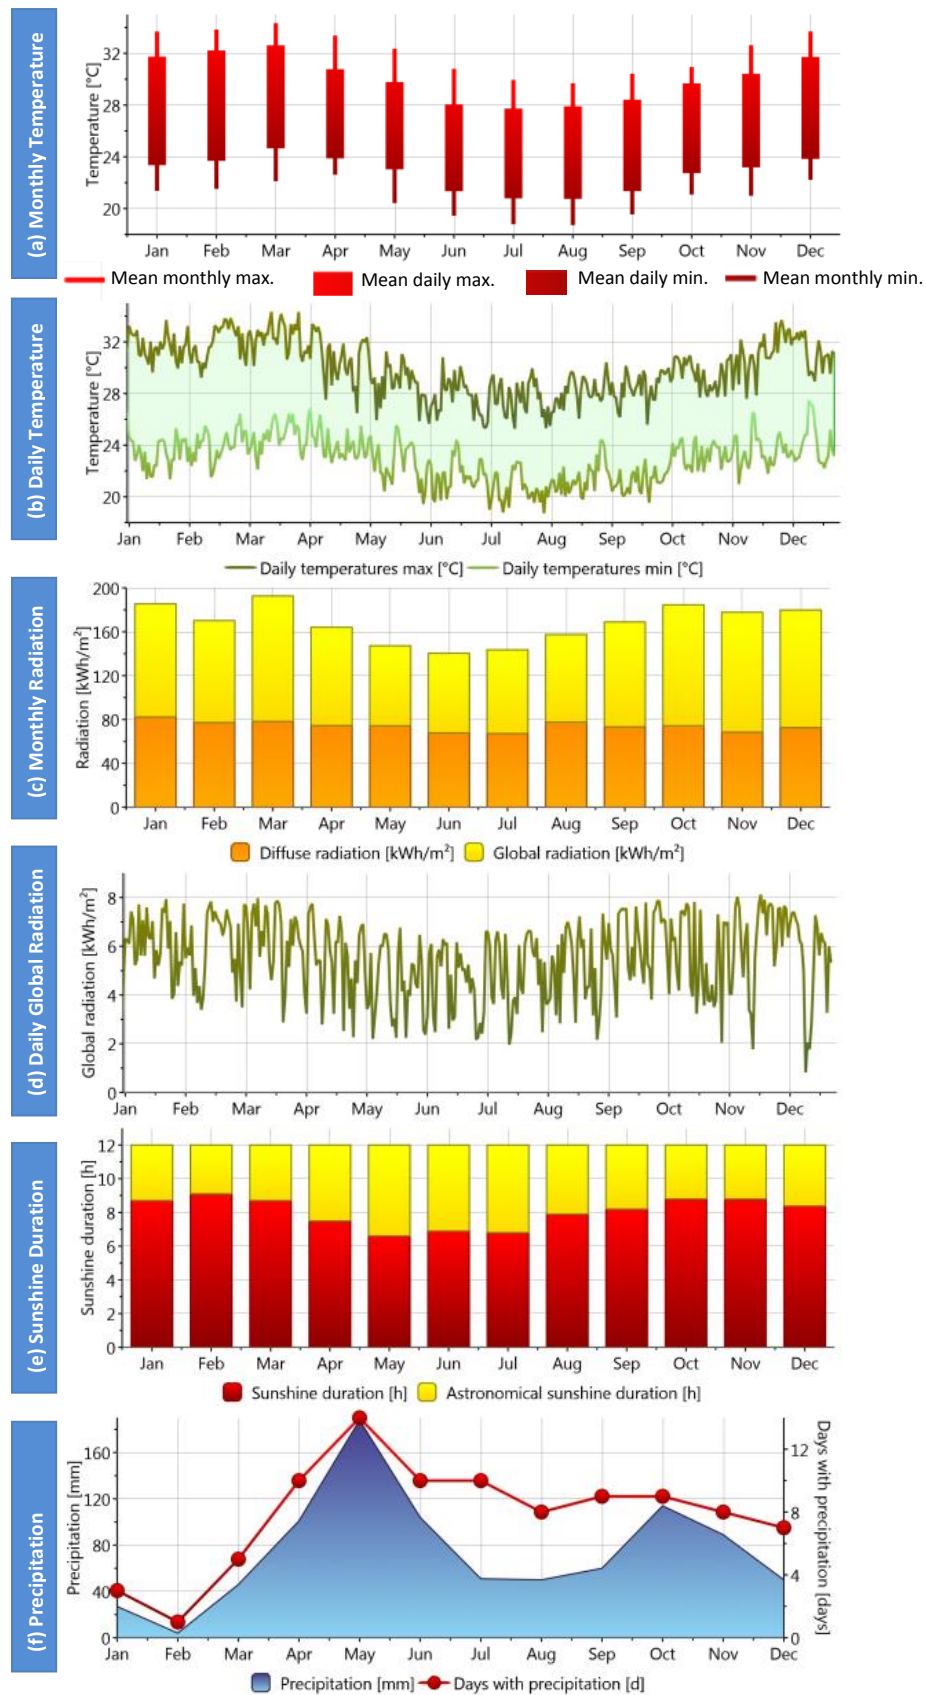 (a) Monthly Temperature
Temperature [°C]
32
28
24
20
Jan Feb Mar Apr May Jun Jul Aug Sep Oct Nov Dec
Mean monthly max. Mean daily max. Mean daily min. Mean monthly min.
(b) Daily Temperature
Temperature [°C]
32
28
24
20
Jan Feb Mar Apr May Jun Jul Aug Sep Oct Nov Dec
Daily temperatures max [°C] Daily temperatures min [°C]
(c) Monthly Radiation
Radiation [kWh/m²]
200
160
120
80
40
0
Jan Feb Mar Apr May Jun Jul Aug Sep Oct Nov Dec
Diffuse radiation [kWh/m²] Global radiation [kWh/m²]
(d) Daily Global Radiation
Global radiation [kWh/m²]
8
6
4
2
0
Jan Feb Mar Apr May Jun Jul Aug Sep Oct Nov Dec
(e) Sunshine Duration
Sunshine duration [h]
12
10
8
6
4
2
0
Jan Feb Mar Apr May Jun Jul Aug Sep Oct Nov Dec
Sunshine duration [h] Astronomical sunshine duration [h]
(f) Precipitation
Precipitation [mm]
160
120
80
40
0
Days with precipitation [days]
12
8
4
0
Jan Feb Mar Apr May Jun Jul Aug Sep Oct Nov Dec
Precipitation [mm] Days with precipitation [d]